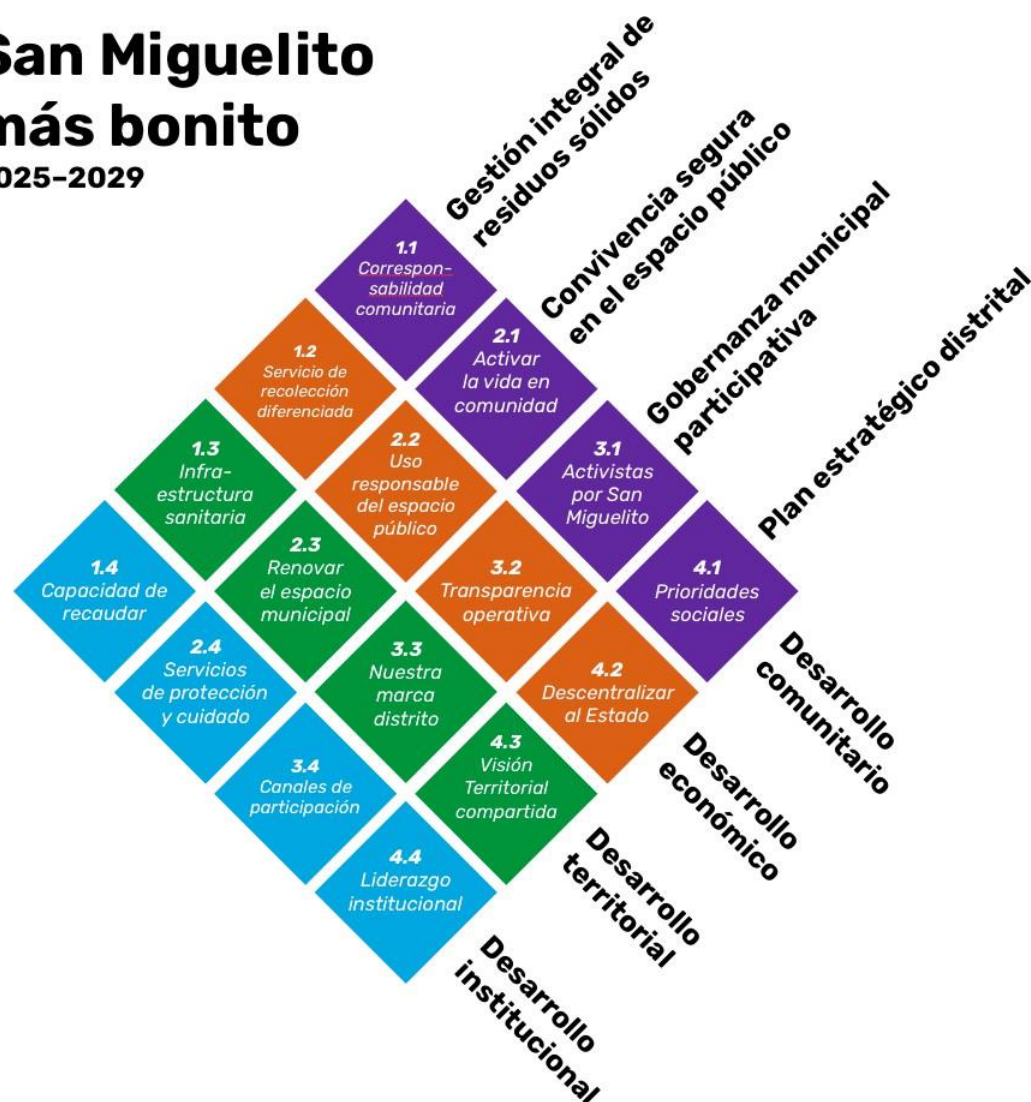 San Miguelito
más bonito
2025–2029
Gestión integral de
residuos sólidos
Convivencia segura
en el espacio público
Gobernanza municipal
participativa
Plan estratégico distrital
1.1
Correspon-
sabilidad
comunitaria
2.1
Activar
la vida en
comunidad
3.1
Activistas
por San
Miguelito
4.1
Prioridades
sociales
Desarrollo
comunitario
1.2
Servicio de
recolección
diferenciada
2.2
Uso
responsable
del espacio
público
3.2
Transparencia
operativa
4.2
Descentralizar
al Estado
Desarrollo
económico
1.3
Infra-
estructura
sanitaria
2.3
Renovar
el espacio
municipal
3.3
Nuestra
marca
distrito
4.3
Visión
Territorial
compartida
Desarrollo
territorial
1.4
Capacidad de
recaudar
2.4
Servicios
de protección
y cuidado
3.4
Canales de
participación
4.4
Liderazgo
institucional
Desarrollo
institucional